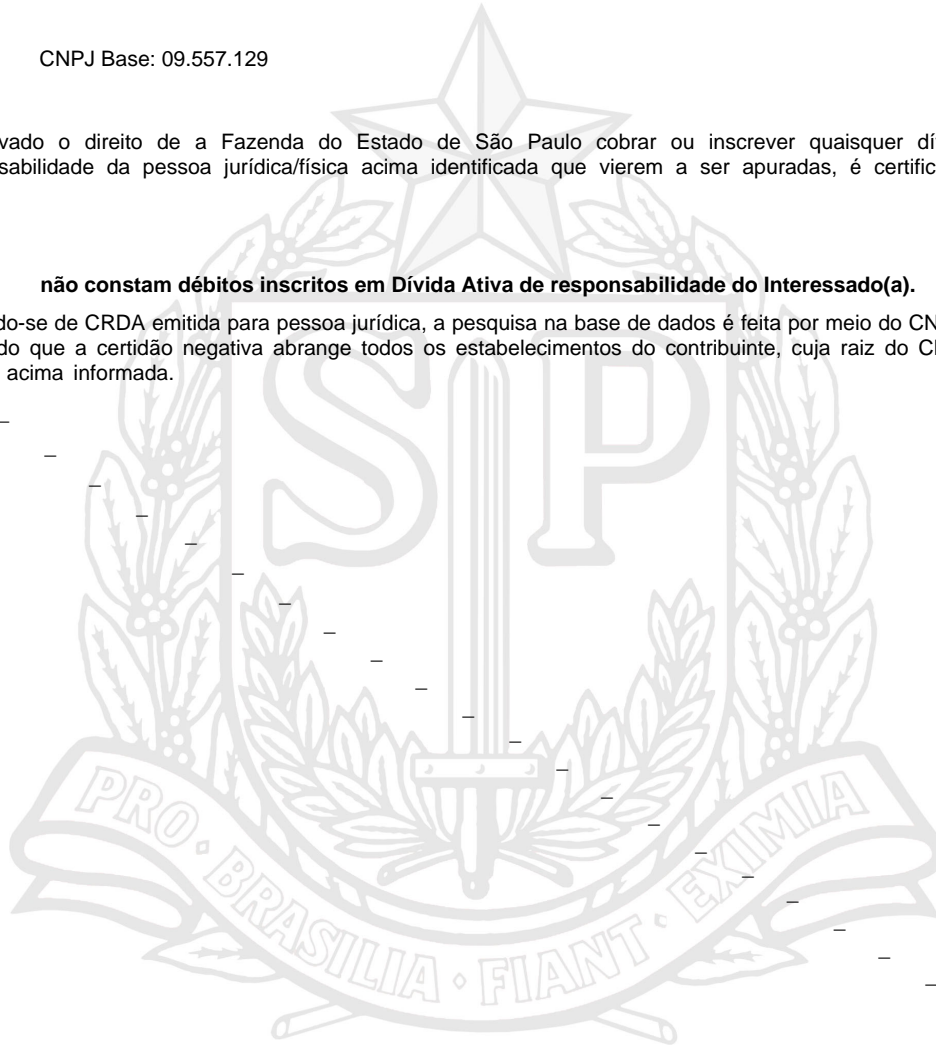 CNPJ Base: 09.557.129
vado o direito de a Fazenda do Estado de São Paulo cobrar ou inscrever quaisquer dí
sabilidade da pessoa jurídica/física acima identificada que vierem a ser apuradas, é certific
não constam débitos inscritos em Dívida Ativa de responsabilidade do Interessado(a).
do-se de CRDA emitida para pessoa jurídica, a pesquisa na base de dados é feita por meio do CN
do que a certidão negativa abrange todos os estabelecimentos do contribuinte, cuja raiz do C
acima informada.
SP
PRO · BRASILIA · FIANT · EXIMIA